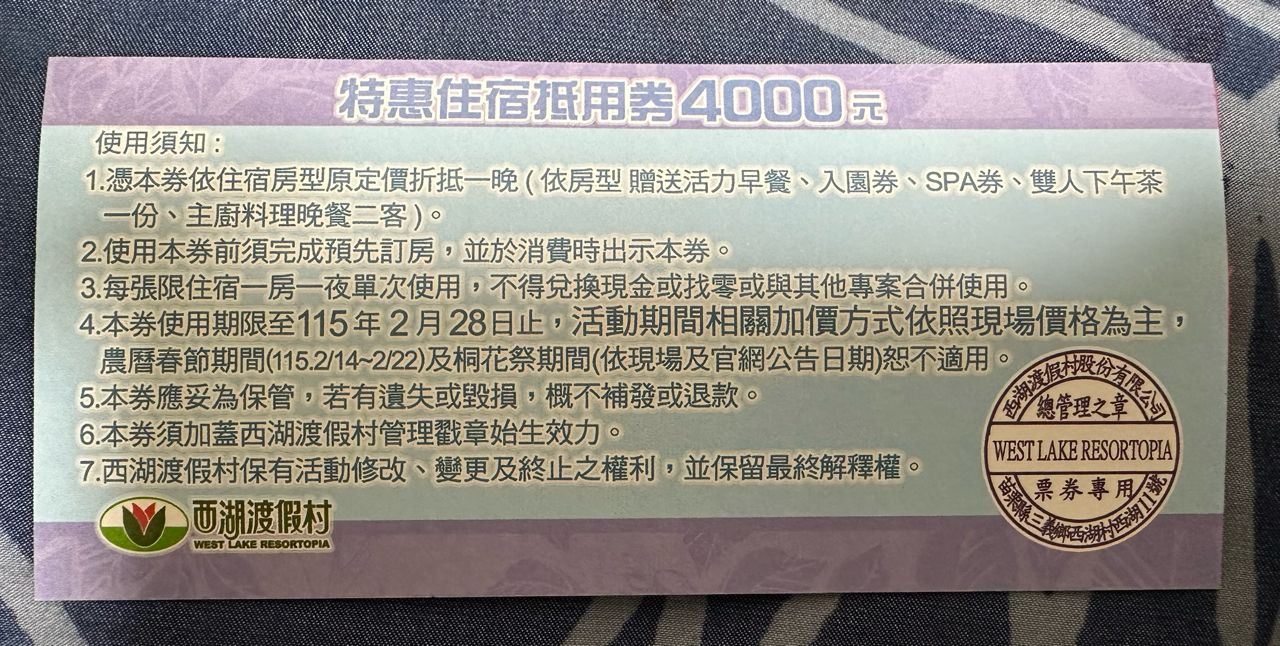 特惠住宿抵用券4000元
使用須知：
1.憑本券依住宿房型原定價折抵一晚 ( 依房型 贈送活力早餐、入園券、SPA券、雙人下午茶
一份、主廚料理晚餐二客 )。
2.使用本券前須完成預先訂房，並於消費時出示本券。
3.每張限住宿一房一夜單次使用，不得兌換現金或找零或與其他專案合併使用。
4.本券使用期限至115年2月28日止，活動期間相關加價方式依照現場價格為主，
農曆春節期間(115.2/14~2/22)及桐花祭期間(依現場及官網公告日期)恕不適用。
5.本券應妥為保管，若有遺失或毀損，概不補發或退款。
6.本券須加蓋西湖渡假村管理戳章始生效力。
7.西湖渡假村保有活動修改、變更及終止之權利，並保留最終解釋權。
西湖渡假村
WEST LAKE RESORTOPIA
西湖渡假村股份有限公司
總管理之章
WEST LAKE RESORTOPIA
票券專用
苗栗縣三義鄉西湖村西湖11號